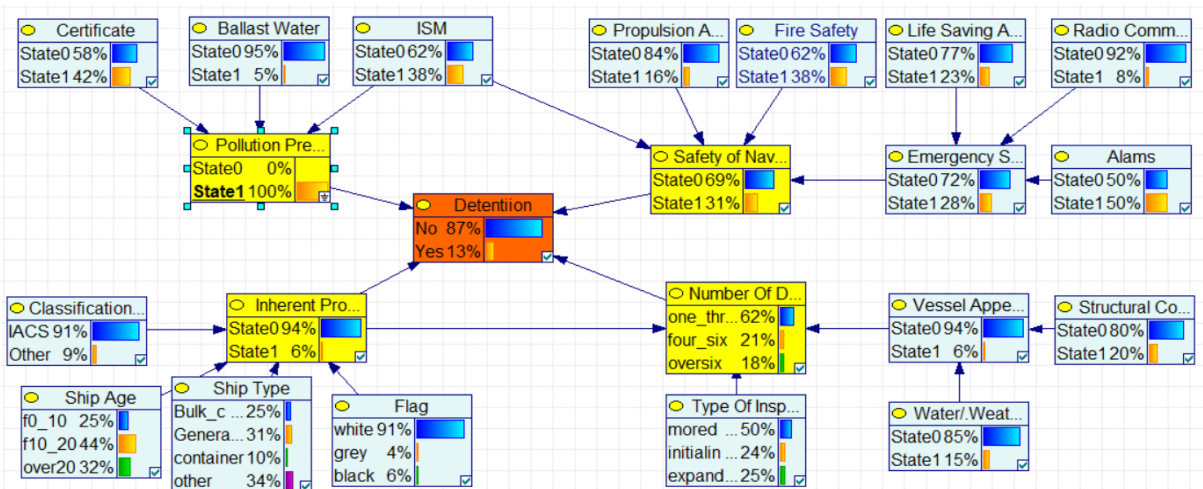 Certificate
State0 58%
State1 42%
Ballast Water
State0 95%
State1 5%
ISM
State0 62%
State1 38%
Propulsion A...
State0 84%
State1 16%
Fire Safety
State0 62%
State1 38%
Life Saving A...
State0 77%
State1 23%
Radio Comm...
State0 92%
State1 8%
Pollution Pre...
State0 0%
State1 100%
Safety of Nav...
State0 69%
State1 31%
Emergency S...
State0 72%
State1 28%
Alams
State0 50%
State1 50%
Detentiion
No 87%
Yes 13%
Classification...
IACS 91%
Other 9%
Inherent Pro...
State0 94%
State1 6%
Number Of D...
one_thr... 62%
four_six 21%
oversix 18%
Vessel Appe...
State0 94%
State1 6%
Structural Co...
State0 80%
State1 20%
Ship Age
f0_10 25%
f10_20 44%
over20 32%
Ship Type
Bulk_c ... 25%
Genera... 31%
container 10%
other 34%
Flag
white 91%
grey 4%
black 6%
Type Of Insp...
mored ... 50%
initialin ... 24%
expand... 25%
Water/.Weat...
State0 85%
State1 15%